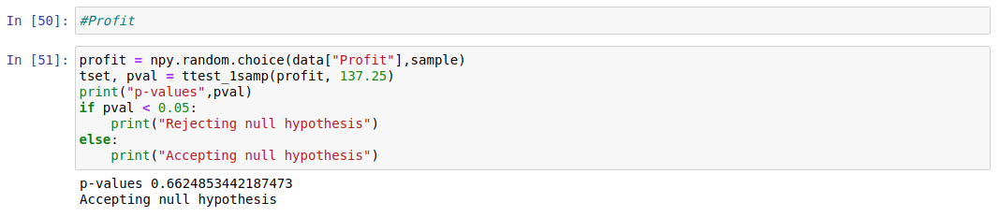 In [50]: #Profit
In [51]: profit = npy.random.choice(data["Profit"],sample)
tset, pval = ttest_1samp(profit, 137.25)
print("p-values",pval)
if pval < 0.05:
    print("Rejecting null hypothesis")
else:
    print("Accepting null hypothesis")
p-values 0.6624853442187473
Accepting null hypothesis